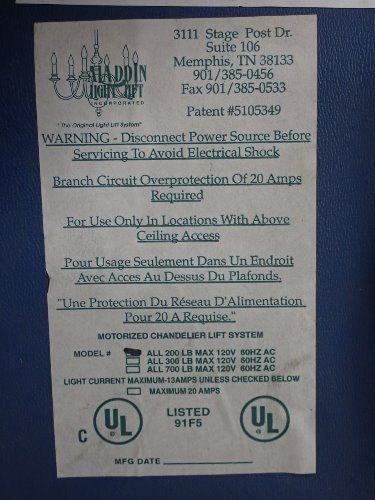 3111 Stage Post Dr.
Suite 106
Memphis, TN 38133
901/385-0456
Fax 901/385-0533
Patent #5105349
ALADDIN
LIGHT LIFT
INCORPORATED
"The Original Light Lift System"
WARNING - Disconnect Power Source Before
Servicing To Avoid Electrical Shock
Branch Circuit Overprotection Of 20 Amps
Required
For Use Only In Locations With Above
Ceiling Access
Pour Usage Seulement Dans Un Endroit
Avec Acces Au Dessus Du Plafonds.
"Une Protection Du Réseau D'Alimentation
Pour 20 A Requise."
MOTORIZED CHANDELIER LIFT SYSTEM
MODEL # ALL 200 LB MAX 120V 60HZ AC
ALL 300 LB MAX 120V 60HZ AC
ALL 700 LB MAX 120V 60HZ AC
LIGHT CURRENT MAXIMUM-13AMPS UNLESS CHECKED BELOW
MAXIMUM 20 AMPS
C UL ® LISTED UL ®
91F5
MFG DATE